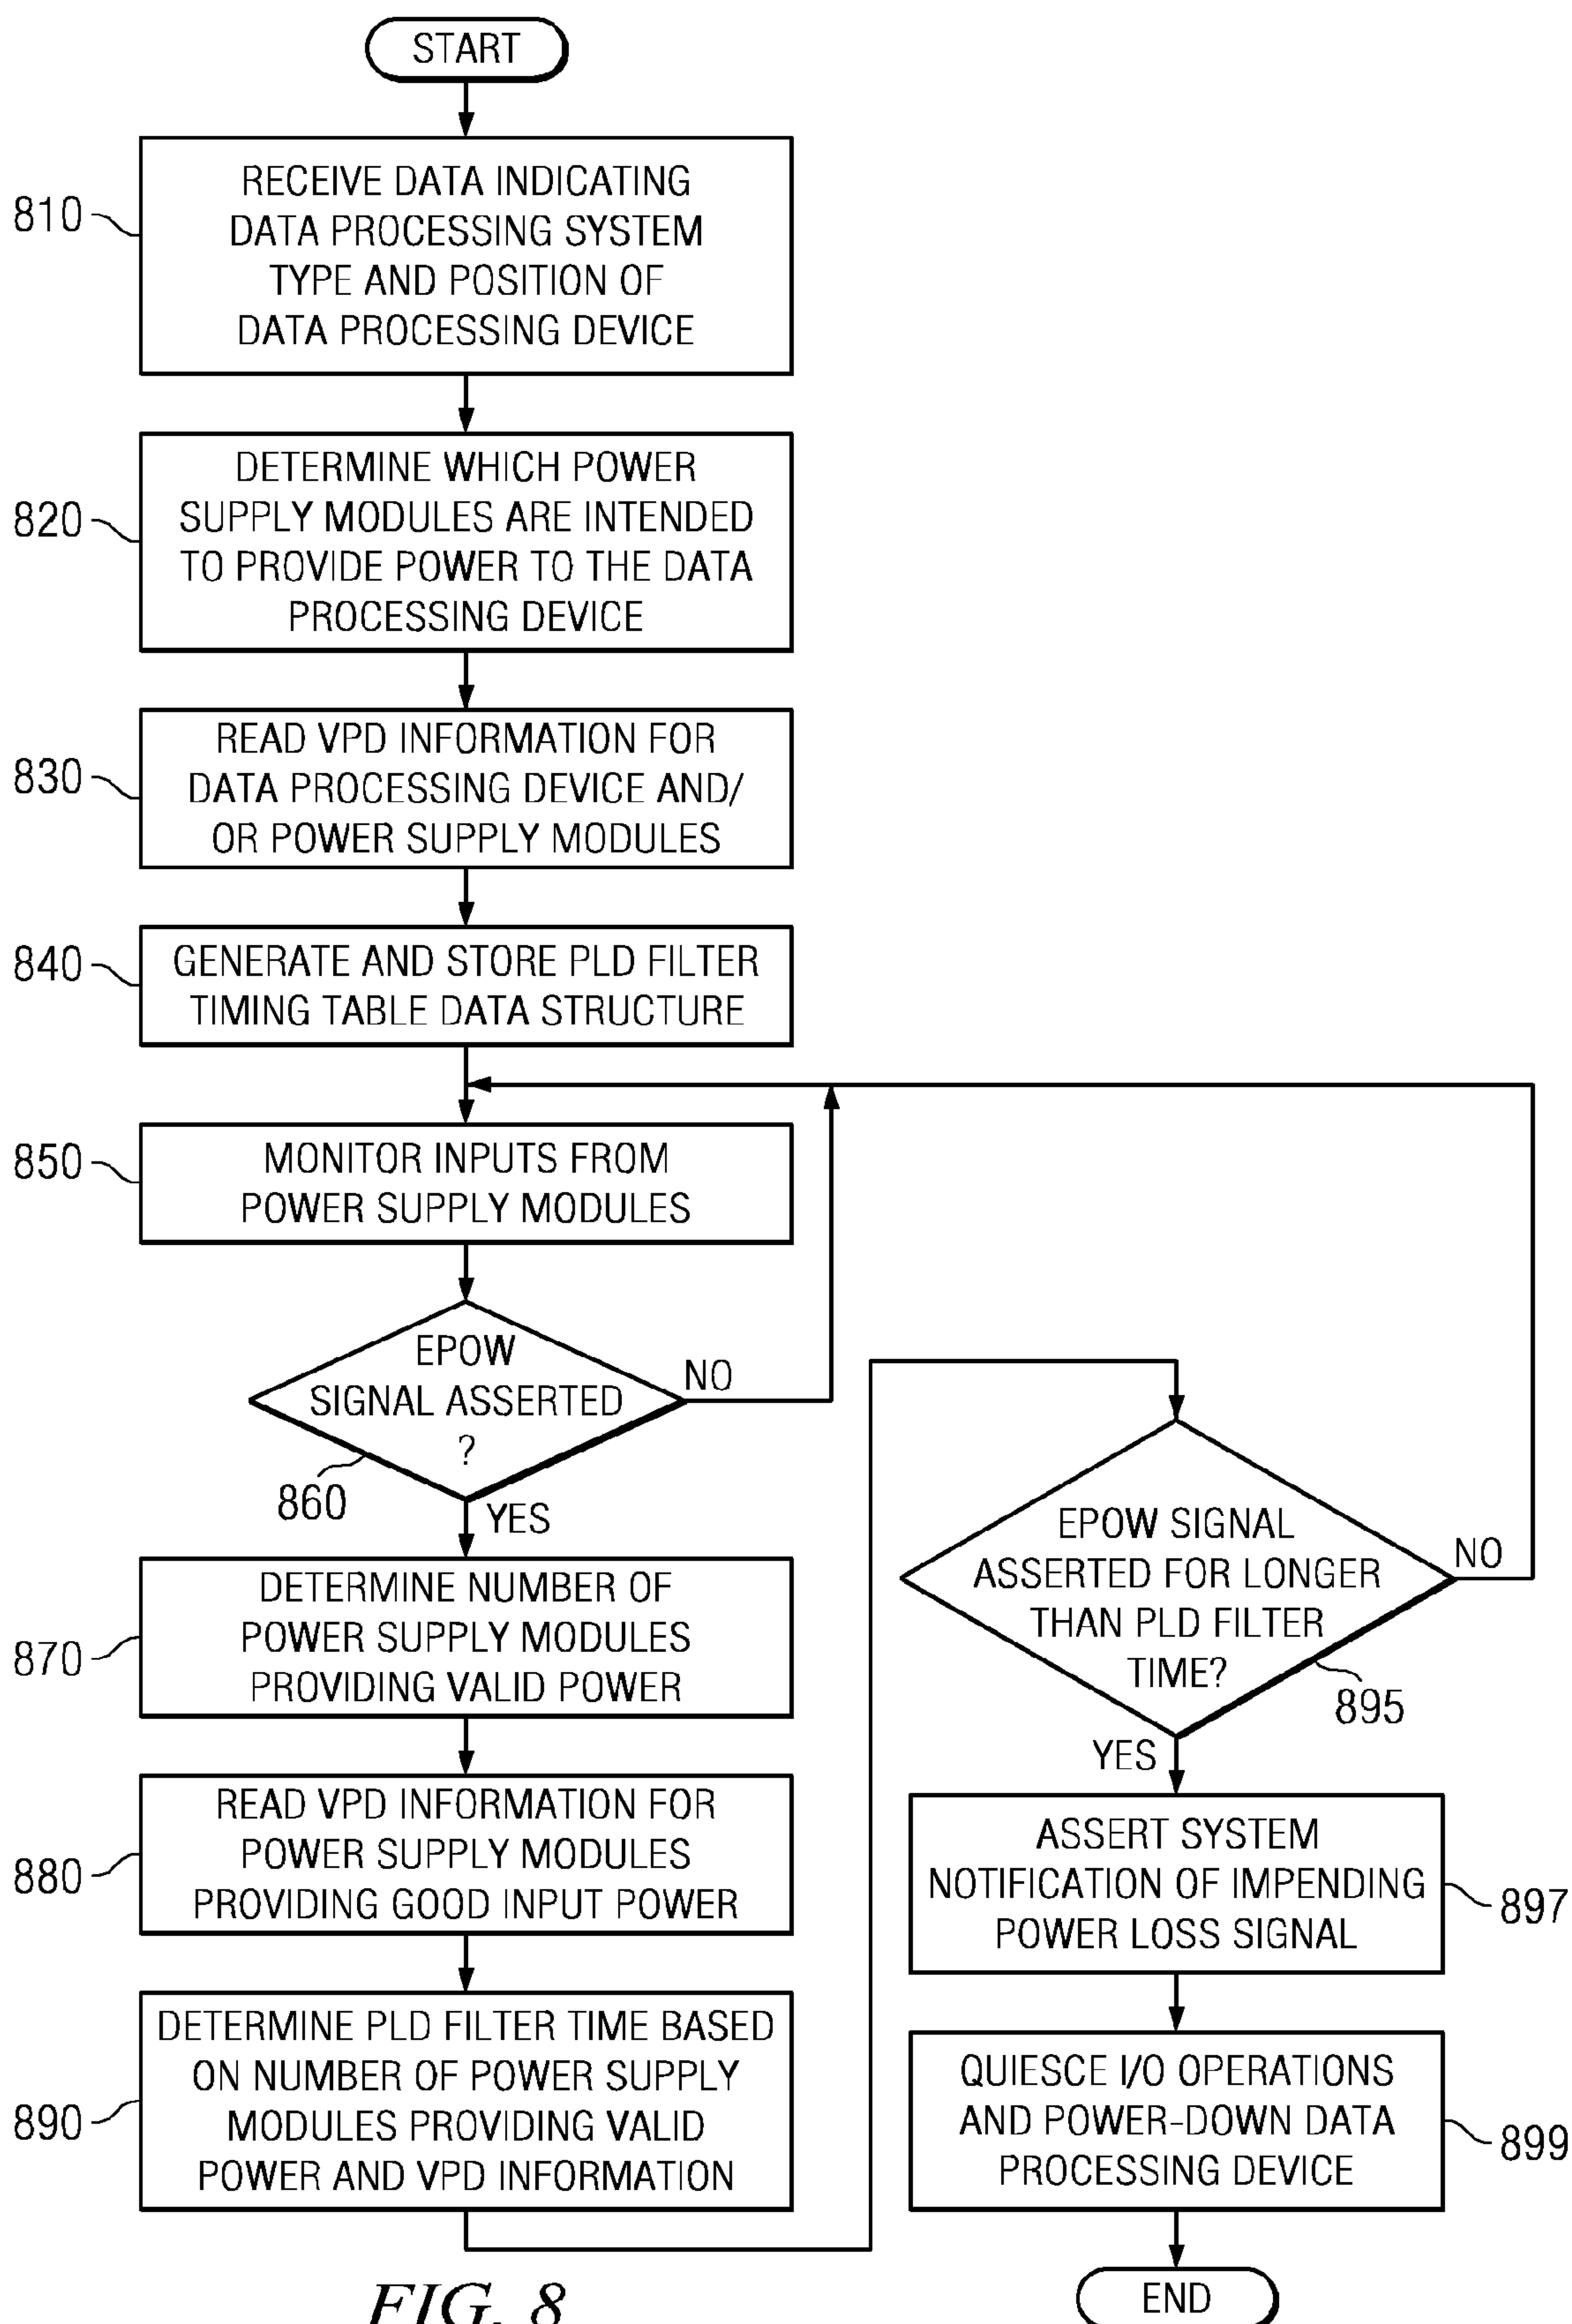 START
810
RECEIVE DATA INDICATING
DATA PROCESSING SYSTEM
TYPE AND POSITION OF
DATA PROCESSING DEVICE
820
DETERMINE WHICH POWER
SUPPLY MODULES ARE INTENDED
TO PROVIDE POWER TO THE DATA
PROCESSING DEVICE
830
READ VPD INFORMATION FOR
DATA PROCESSING DEVICE AND/
OR POWER SUPPLY MODULES
840
GENERATE AND STORE PLD FILTER
TIMING TABLE DATA STRUCTURE
850
MONITOR INPUTS FROM
POWER SUPPLY MODULES
EPOW
SIGNAL ASSERTED
?
NO
860
YES
870
DETERMINE NUMBER OF
POWER SUPPLY MODULES
PROVIDING VALID POWER
880
READ VPD INFORMATION FOR
POWER SUPPLY MODULES
PROVIDING GOOD INPUT POWER
890
DETERMINE PLD FILTER TIME BASED
ON NUMBER OF POWER SUPPLY
MODULES PROVIDING VALID
POWER AND VPD INFORMATION
EPOW SIGNAL
ASSERTED FOR LONGER
THAN PLD FILTER
TIME?
NO
895
YES
ASSERT SYSTEM
NOTIFICATION OF IMPENDING
POWER LOSS SIGNAL
897
QUIESCE I/O OPERATIONS
AND POWER-DOWN DATA
PROCESSING DEVICE
899
END
FIG. 8